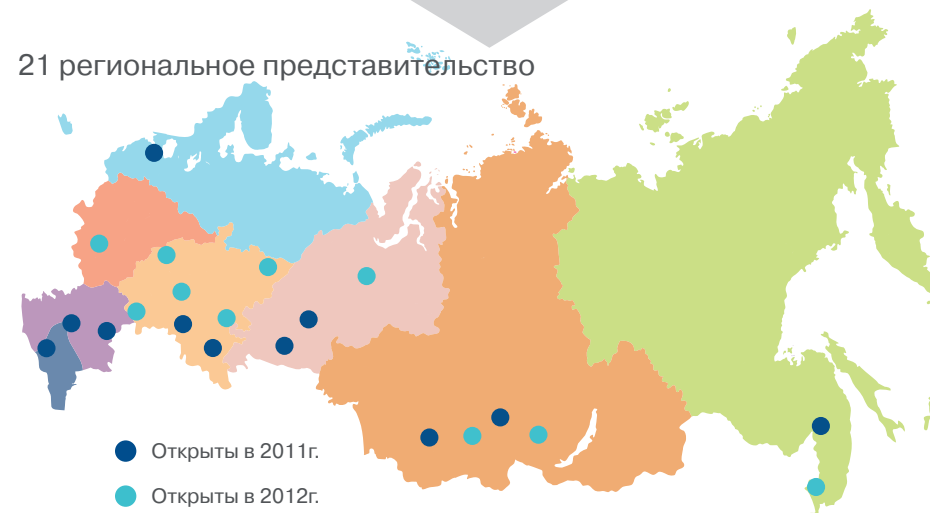 21 региональное представительство
Открыты в 2011г.
Открыты в 2012г.